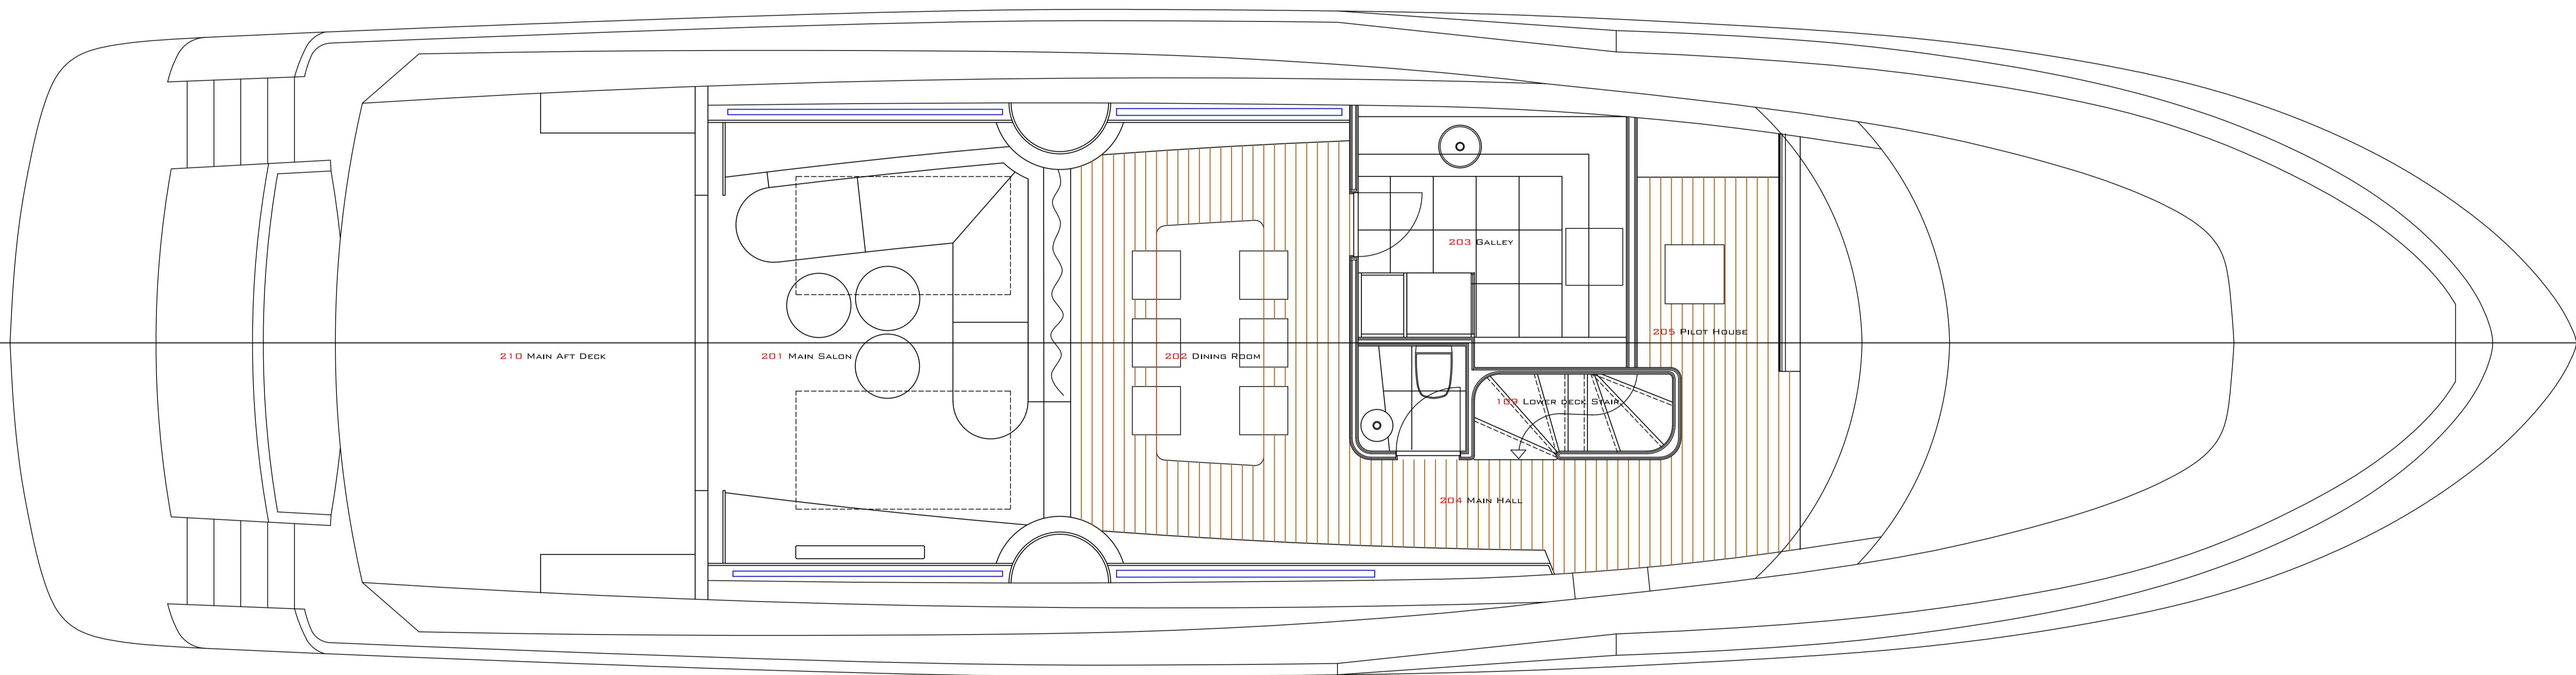 203 Galley
205 Pilot House
210 Main Aft Deck
201 Main Salon
202 Dining Room
109 Lower deck Stair
204 Main Hall